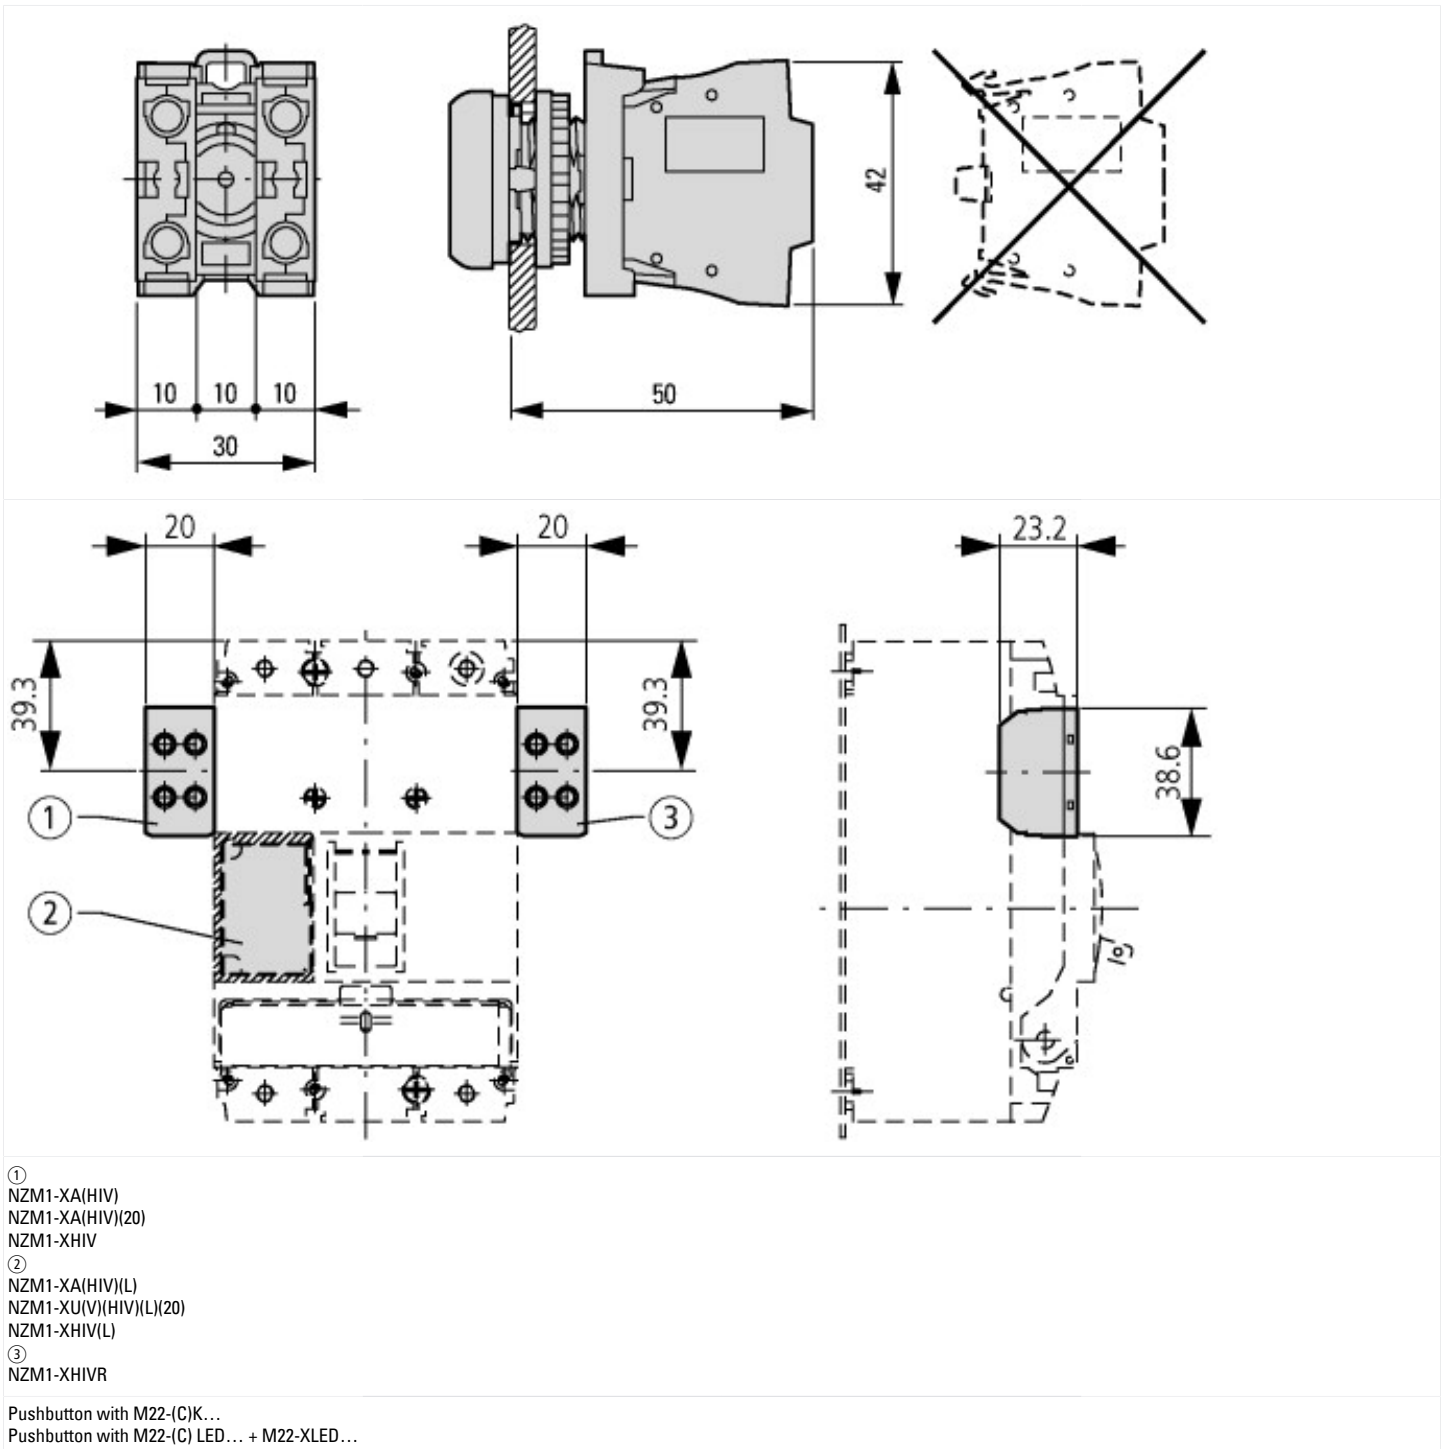 42
10 10 10
50
30
20 20 23.2
39.3 39.3
38.6
① ③
②
①
NZM1-XA(HIV)
NZM1-XA(HIV)(20)
NZM1-XHIV
②
NZM1-XA(HIV)(L)
NZM1-XU(V)(HIV)(L)(20)
NZM1-XHIV(L)
③
NZM1-XHIVR
Pushbutton with M22-(C)K…
Pushbutton with M22-(C) LED… + M22-XLED…